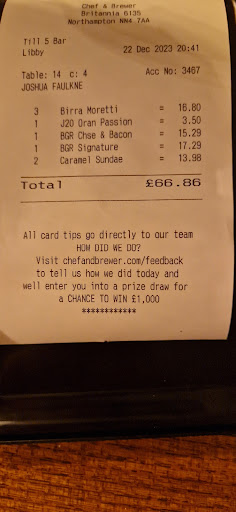 Chef & Brewer
Britannia 6135
Northampton NN4 7AA
Till 5 Bar
Libby 22 Dec 2023 20:41
Table: 14 c: 4 Acc No: 3467
JOSHUA FAULKNE
3 Birra Moretti = 16.80
1 J20 Oran Passion = 3.50
1 BGR Chse & Bacon = 15.29
1 BGR Signature = 17.29
2 Caramel Sundae = 13.98
Total £66.86
All card tips go directly to our team
HOW DID WE DO?
Visit chefandbrewer.com/feedback
to tell us how we did today and
well enter you into a prize draw for
a CHANCE TO WIN £1,000
************